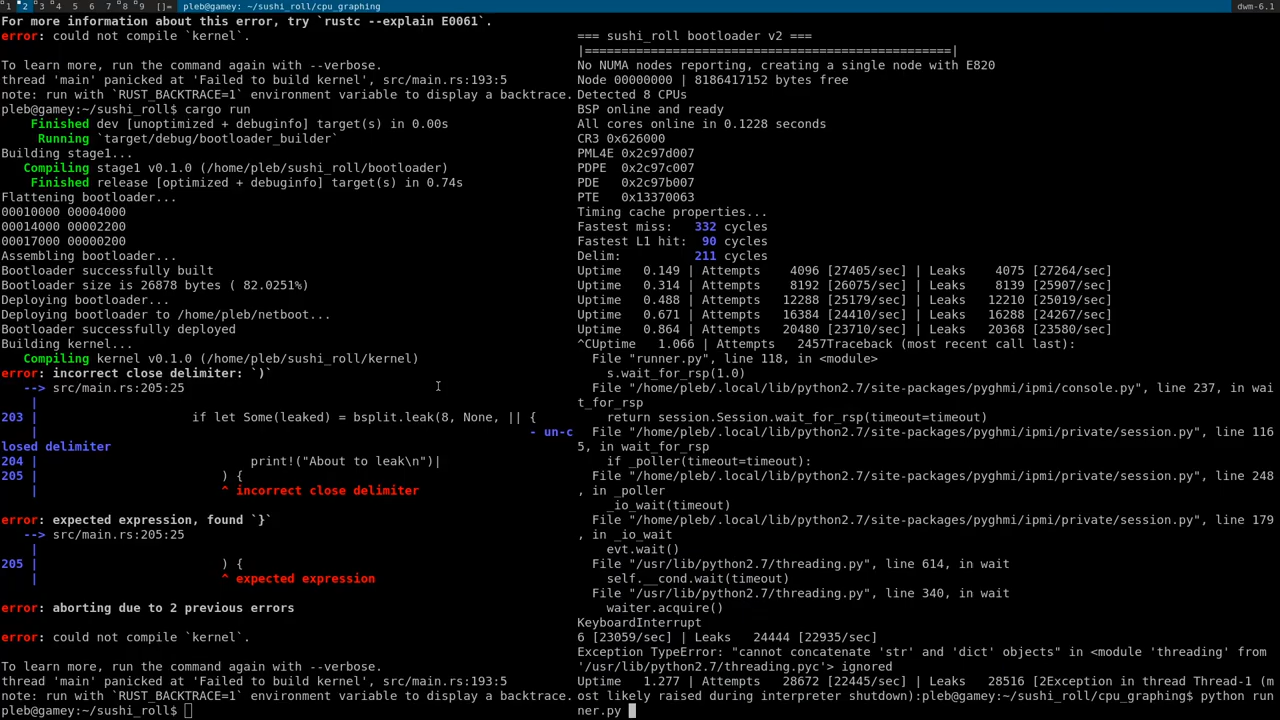 1 2 3 4 5 6 7 8 9 []= pleb@gamey: ~/sushi_roll/cpu_graphing dwm-6.1
For more information about this error, try `rustc --explain E0061`.
error: could not compile `kernel`.
To learn more, run the command again with --verbose.
thread 'main' panicked at 'Failed to build kernel', src/main.rs:193:5
note: run with `RUST_BACKTRACE=1` environment variable to display a backtrace.
pleb@gamey:~/sushi_roll$ cargo run
Finished dev [unoptimized + debuginfo] target(s) in 0.00s
Running `target/debug/bootloader_builder`
Building stage1...
Compiling stage1 v0.1.0 (/home/pleb/sushi_roll/bootloader)
Finished release [optimized + debuginfo] target(s) in 0.74s
Flattening bootloader...
00010000 00004000
00014000 00002200
00017000 00000200
Assembling bootloader...
Bootloader successfully built
Bootloader size is 26878 bytes ( 82.0251%)
Deploying bootloader...
Deploying bootloader to /home/pleb/netboot...
Bootloader successfully deployed
Building kernel...
Compiling kernel v0.1.0 (/home/pleb/sushi_roll/kernel)
error: incorrect close delimiter: `)`
--> src/main.rs:205:25
|
203 | if let Some(leaked) = bsplit.leak(8, None, || {
| - un-c
losed delimiter
204 | print!("About to leak\n")|
205 | ) {
| ^ incorrect close delimiter
error: expected expression, found `}`
--> src/main.rs:205:25
|
205 | ) {
| ^ expected expression
error: aborting due to 2 previous errors
error: could not compile `kernel`.
To learn more, run the command again with --verbose.
thread 'main' panicked at 'Failed to build kernel', src/main.rs:193:5
note: run with `RUST_BACKTRACE=1` environment variable to display a backtrace.
pleb@gamey:~/sushi_roll$
=== sushi_roll bootloader v2 ===
|==================================================|
No NUMA nodes reporting, creating a single node with E820
Node 00000000 | 8186417152 bytes free
Detected 8 CPUs
BSP online and ready
All cores online in 0.1228 seconds
CR3 0x626000
PML4E 0x2c97d007
PDPE 0x2c97c007
PDE 0x2c97b007
PTE 0x13370063
Timing cache properties...
Fastest miss: 332 cycles
Fastest L1 hit: 90 cycles
Delim: 211 cycles
Uptime 0.149 | Attempts 4096 [27405/sec] | Leaks 4075 [27264/sec]
Uptime 0.314 | Attempts 8192 [26075/sec] | Leaks 8139 [25907/sec]
Uptime 0.488 | Attempts 12288 [25179/sec] | Leaks 12210 [25019/sec]
Uptime 0.671 | Attempts 16384 [24410/sec] | Leaks 16288 [24267/sec]
Uptime 0.864 | Attempts 20480 [23710/sec] | Leaks 20368 [23580/sec]
^CUptime 1.066 | Attempts 2457Traceback (most recent call last):
File "runner.py", line 118, in <module>
s.wait_for_rsp(1.0)
File "/home/pleb/.local/lib/python2.7/site-packages/pyghmi/ipmi/console.py", line 237, in wai
t_for_rsp
return session.Session.wait_for_rsp(timeout=timeout)
File "/home/pleb/.local/lib/python2.7/site-packages/pyghmi/ipmi/private/session.py", line 116
5, in wait_for_rsp
if _poller(timeout=timeout):
File "/home/pleb/.local/lib/python2.7/site-packages/pyghmi/ipmi/private/session.py", line 248
, in _poller
_io_wait(timeout)
File "/home/pleb/.local/lib/python2.7/site-packages/pyghmi/ipmi/private/session.py", line 179
, in _io_wait
evt.wait()
File "/usr/lib/python2.7/threading.py", line 614, in wait
self.__cond.wait(timeout)
File "/usr/lib/python2.7/threading.py", line 340, in wait
waiter.acquire()
KeyboardInterrupt
6 [23059/sec] | Leaks 24444 [22935/sec]
Exception TypeError: "cannot concatenate 'str' and 'dict' objects" in <module 'threading' from
'/usr/lib/python2.7/threading.pyc'> ignored
Uptime 1.277 | Attempts 28672 [22445/sec] | Leaks 28516 [2Exception in thread Thread-1 (m
ost likely raised during interpreter shutdown):pleb@gamey:~/sushi_roll/cpu_graphing$ python run
ner.py